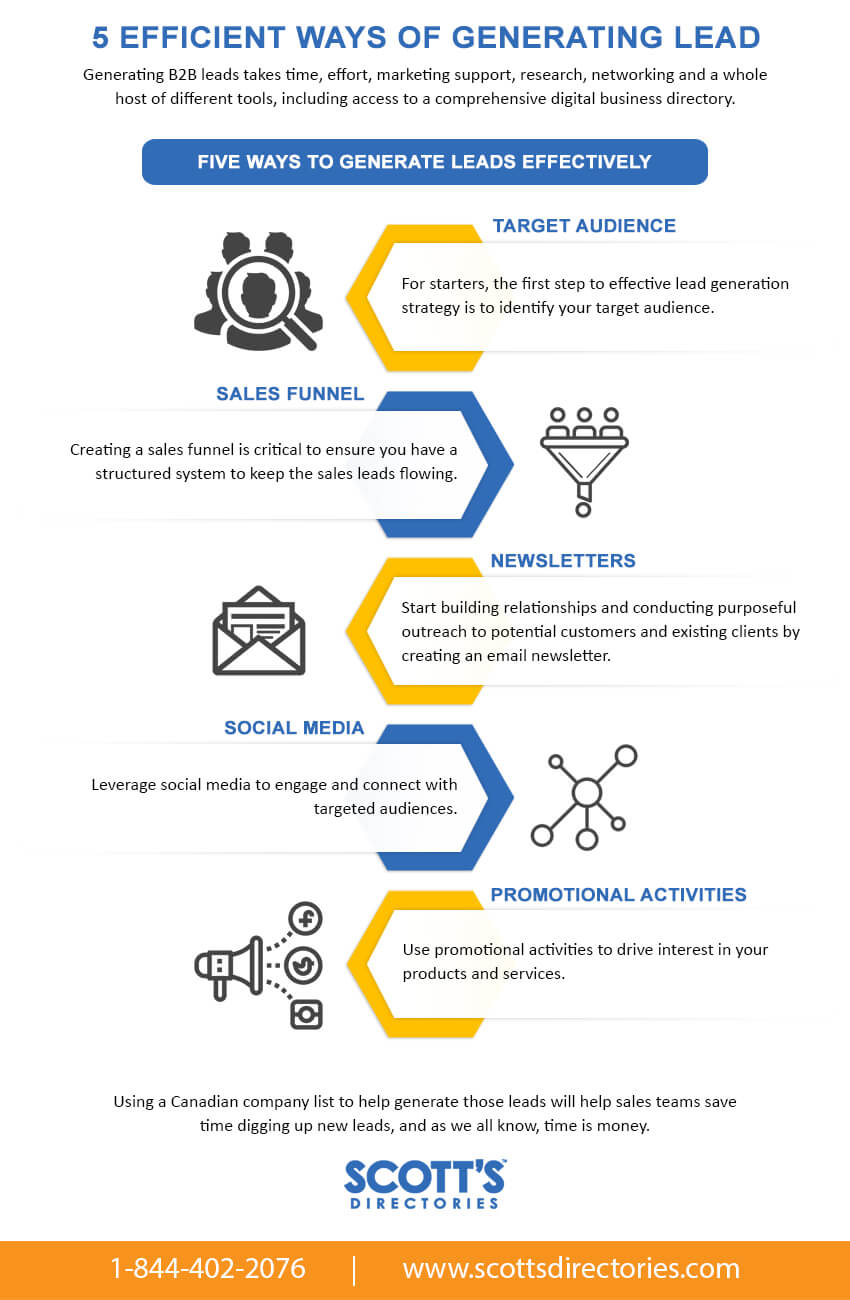 5 EFFICIENT WAYS OF GENERATING LEAD
Generating B2B leads takes time, effort, marketing support, research, networking and a whole
host of different tools, including access to a comprehensive digital business directory.
FIVE WAYS TO GENERATE LEADS EFFECTIVELY
TARGET AUDIENCE
For starters, the first step to effective lead generation
strategy is to identify your target audience.
SALES FUNNEL
Creating a sales funnel is critical to ensure you have a
structured system to keep the sales leads flowing.
NEWSLETTERS
Start building relationships and conducting purposeful
outreach to potential customers and existing clients by
creating an email newsletter.
SOCIAL MEDIA
Leverage social media to engage and connect with
targeted audiences.
PROMOTIONAL ACTIVITIES
Use promotional activities to drive interest in your
products and services.
Using a Canadian company list to help generate those leads will help sales teams save
time digging up new leads, and as we all know, time is money.
SCOTT'S™
DIRECTORIES
1-844-402-2076 | www.scottsdirectories.com